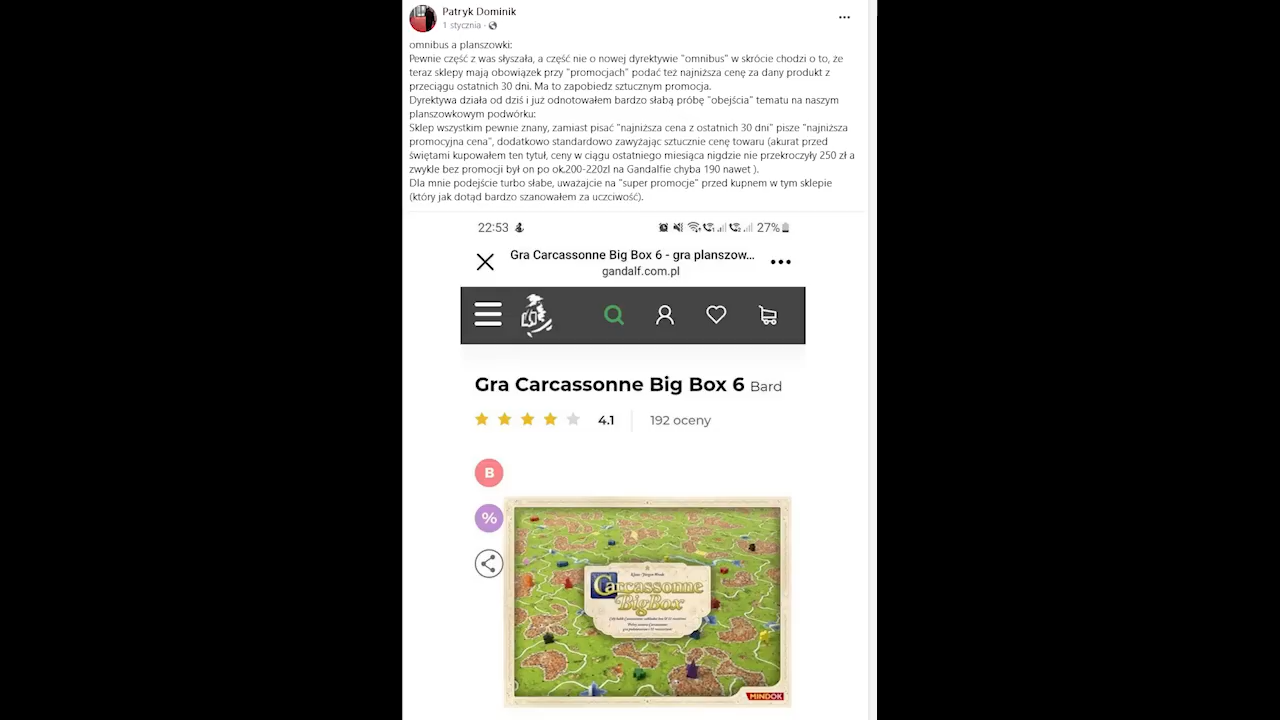 Patryk Dominik
1 stycznia ·
omnibus a planszowki:
Pewnie część z was słyszała, a część nie o nowej dyrektywie "omnibus" w skrócie chodzi o to, że
teraz sklepy mają obowiązek przy "promocjach" podać też najniższa cenę za dany produkt z
przeciągu ostatnich 30 dni. Ma to zapobiedz sztucznym promocja.
Dyrektywa działa od dziś i już odnotowałem bardzo słabą próbę "obejścia" tematu na naszym
planszowkowym podwórku:
Sklep wszystkim pewnie znany, zamiast pisać "najniższa cena z ostatnich 30 dni" pisze "najniższa
promocyjna cena", dodatkowo standardowo zawyżając sztucznie cenę towaru (akurat przed
świętami kupowałem ten tytuł, ceny w ciągu ostatniego miesiąca nigdzie nie przekroczyły 250 zł a
zwykle bez promocji był on po ok,200-220zl na Gandalfie chyba 190 nawet ).
Dla mnie podejście turbo słabe, uważajcie na "super promocje" przed kupnem w tym sklepie
(który jak dotąd bardzo szanowałem za uczciwość).
22:53
27%
Gra Carcassonne Big Box 6 - gra planszow...
gandalf.com.pl
Gra Carcassonne Big Box 6 Bard
4.1 192 oceny
B
%
Carcassonne
Big Box
MINDOK